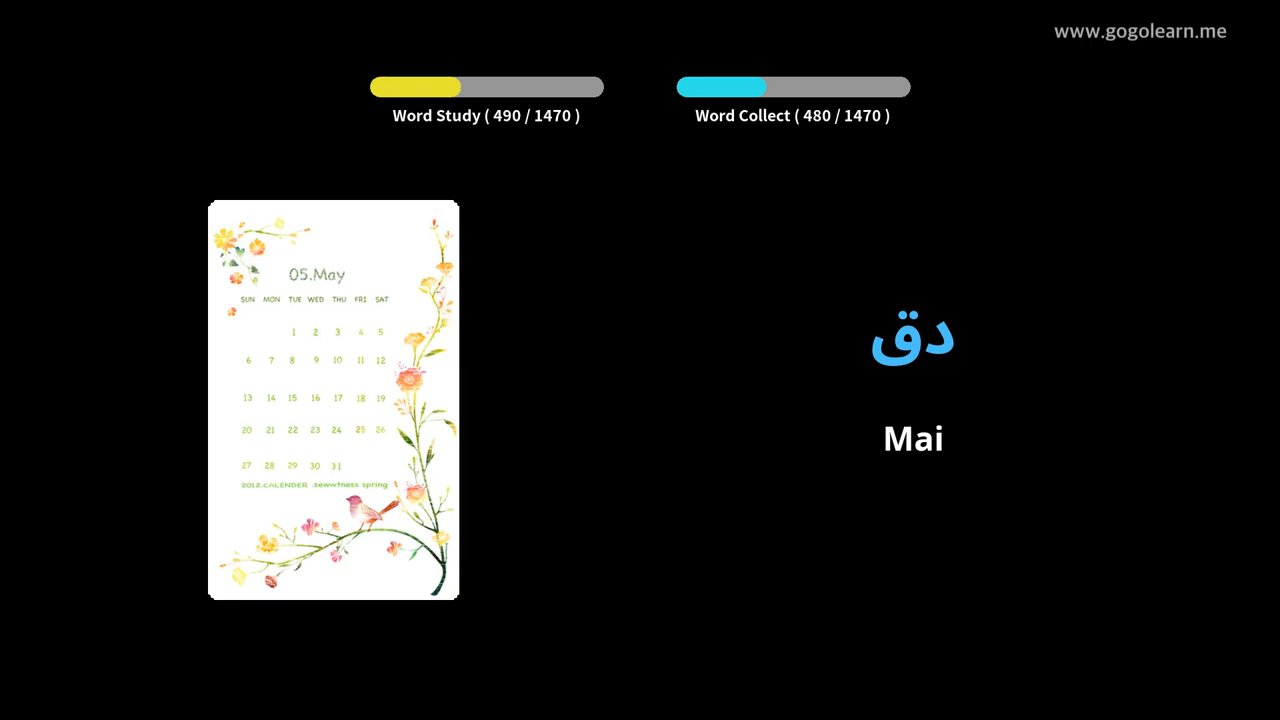 www.gogolearn.me
Word Study ( 490 / 1470 )
Word Collect ( 480 / 1470 )
05.May
SUN MON TUE WED THU FRI SAT
1 2 3 4 5
6 7 8 9 10 11 12
13 14 15 16 17 18 19
20 21 22 23 24 25 26
27 28 29 30 31
2012.CALENDER .sewwtness spring
دق
Mai